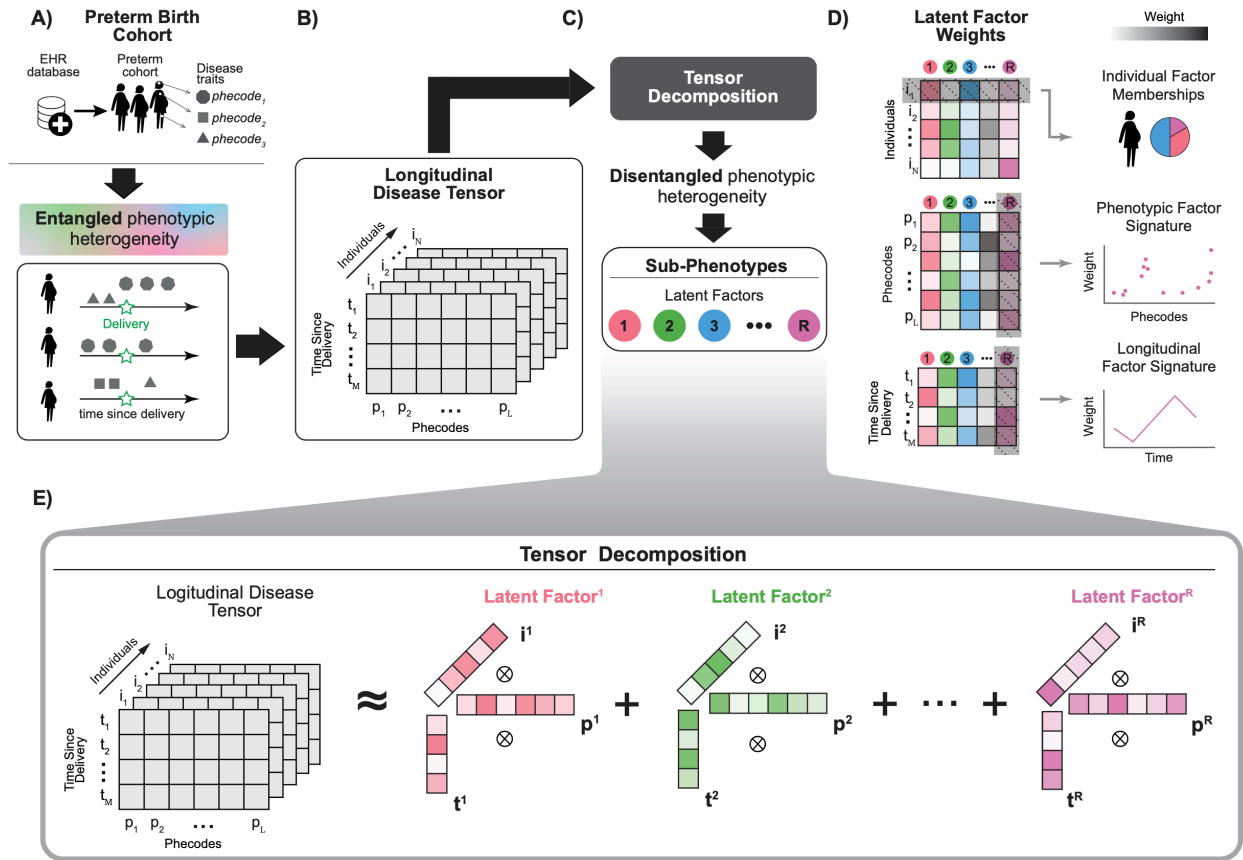 A)
Preterm Birth
Cohort
EHR
database
Preterm
cohort
Disease
traits
phecode1
phecode2
phecode3
Entangled phenotypic
heterogeneity
Delivery
time since delivery
B)
Longitudinal
Disease Tensor
Individuals
i1
i2
iN
Time Since
Delivery
t1
t2
tM
p1 p2 ... pL
Phecodes
C)
Tensor
Decomposition
Disentangled phenotypic
heterogeneity
Sub-Phenotypes
Latent Factors
1 2 3 ••• R
D)
Latent Factor
Weights
Weight
1 2 3 ••• R
Individuals
i1
i2
iN
Individual Factor
Memberships
1 2 3 ••• R
Phecodes
p1
p2
pL
Phenotypic Factor
Signature
Weight
Phecodes
1 2 3 ••• R
Time Since
Delivery
t1
t2
tM
Longitudinal
Factor Signature
Weight
Time
E)
Tensor Decomposition
Logitudinal Disease
Tensor
Individuals
i1
i2
iN
Time Since
Delivery
t1
t2
tM
p1 p2 ... pL
Phecodes
≈
Latent Factor¹
i¹
⊗
p¹
⊗
t¹
+
Latent Factor²
i²
⊗
p²
⊗
t²
+ ... +
Latent Factorᴿ
iᴿ
⊗
pᴿ
⊗
tᴿ